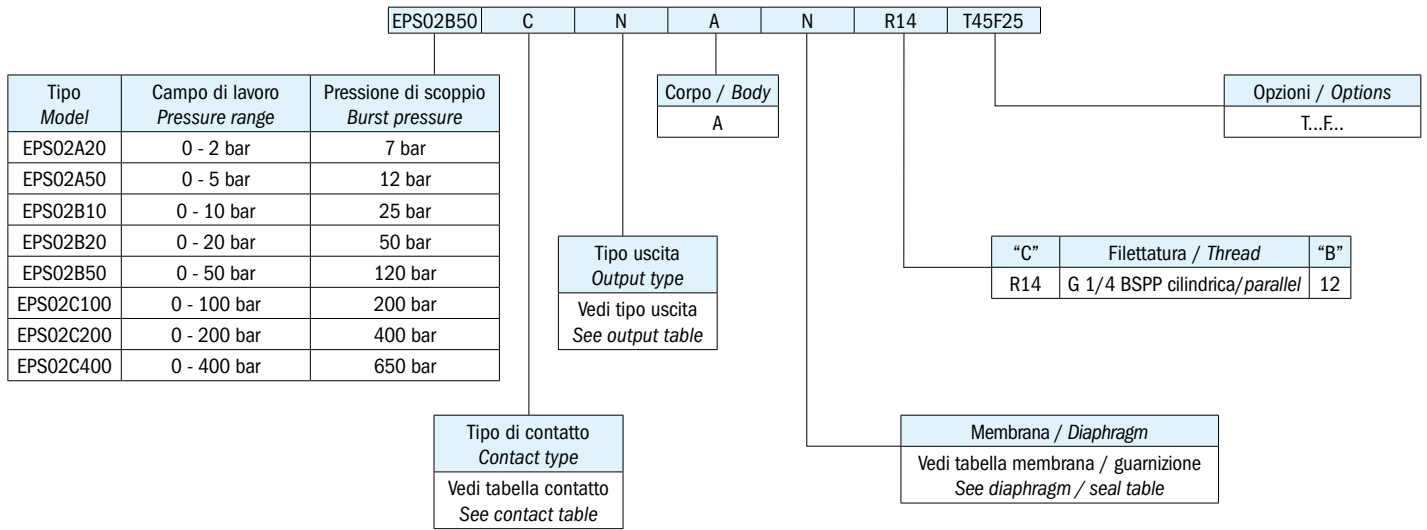 EPS02B50 C N A N R14 T45F25
Tipo Campo di lavoro Pressione di scoppio
Model Pressure range Burst pressure
EPS02A20 0 - 2 bar 7 bar
EPS02A50 0 - 5 bar 12 bar
EPS02B10 0 - 10 bar 25 bar
EPS02B20 0 - 20 bar 50 bar
EPS02B50 0 - 50 bar 120 bar
EPS02C100 0 - 100 bar 200 bar
EPS02C200 0 - 200 bar 400 bar
EPS02C400 0 - 400 bar 650 bar
Corpo / Body
A
Opzioni / Options
T...F...
Tipo uscita
Output type
Vedi tipo uscita
See output table
“C” Filettatura / Thread “B”
R14 G 1/4 BSPP cilindrica/parallel 12
Tipo di contatto
Contact type
Vedi tabella contatto
See contact table
Membrana / Diaphragm
Vedi tabella membrana / guarnizione
See diaphragm / seal table